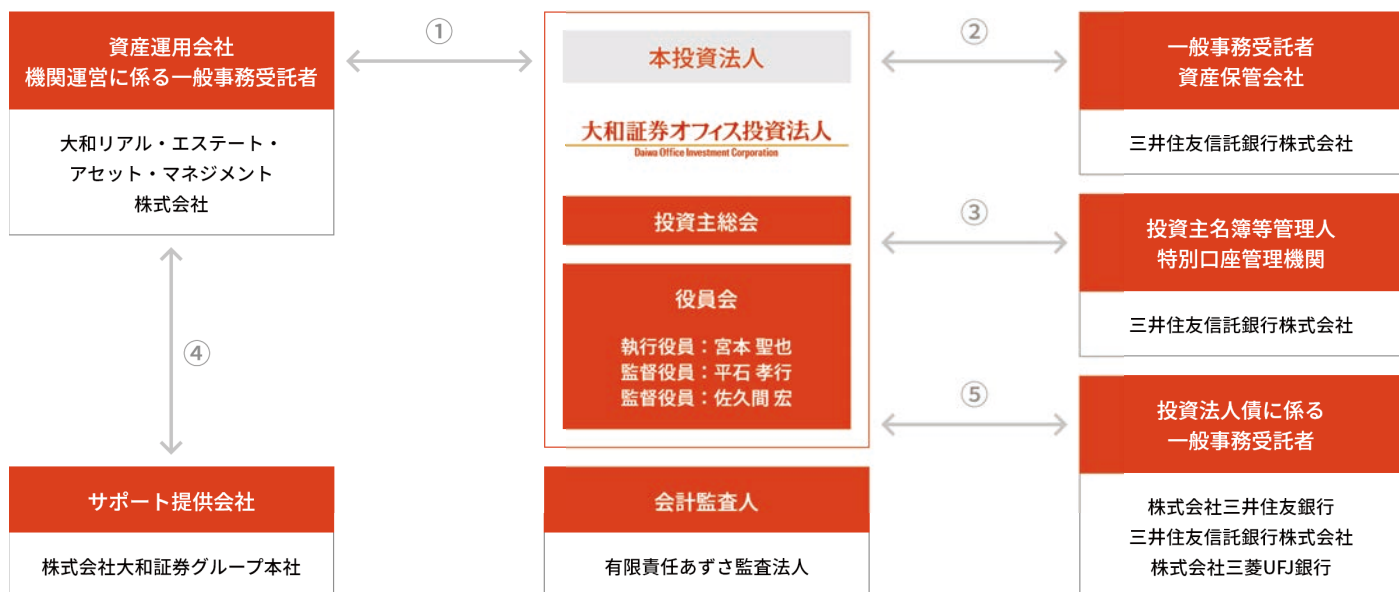 資産運用会社
機関運営に係る一般事務受託者
大和リアル・エステート・
アセット・マネジメント
株式会社
①
本投資法人
大和証券オフィス投資法人
Daiwa Office Investment Corporation
投資主総会
役員会
執行役員：宮本 聖也
監督役員：平石 孝行
監督役員：佐久間 宏
②
一般事務受託者
資産保管会社
三井住友信託銀行株式会社
③
投資主名簿等管理人
特別口座管理機関
三井住友信託銀行株式会社
④
⑤
投資法人債に係る
一般事務受託者
株式会社三井住友銀行
三井住友信託銀行株式会社
株式会社三菱UFJ銀行
サポート提供会社
株式会社大和証券グループ本社
会計監査人
有限責任あずさ監査法人